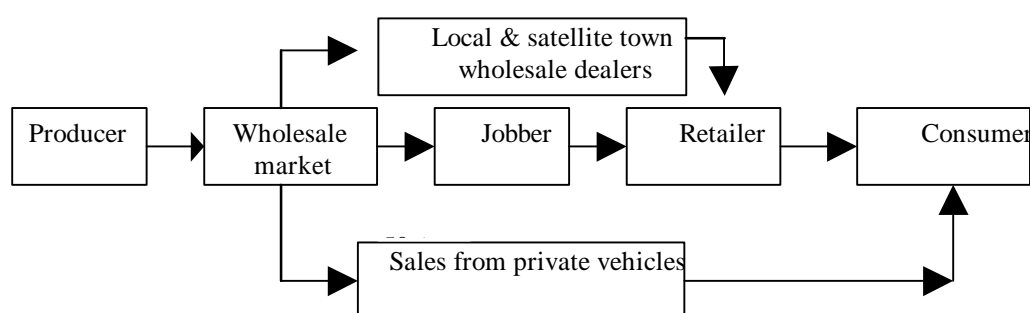 Local & satellite town
wholesale dealers
Producer
Wholesale
market
Jobber
Retailer
Consumer
Sales from private vehicles